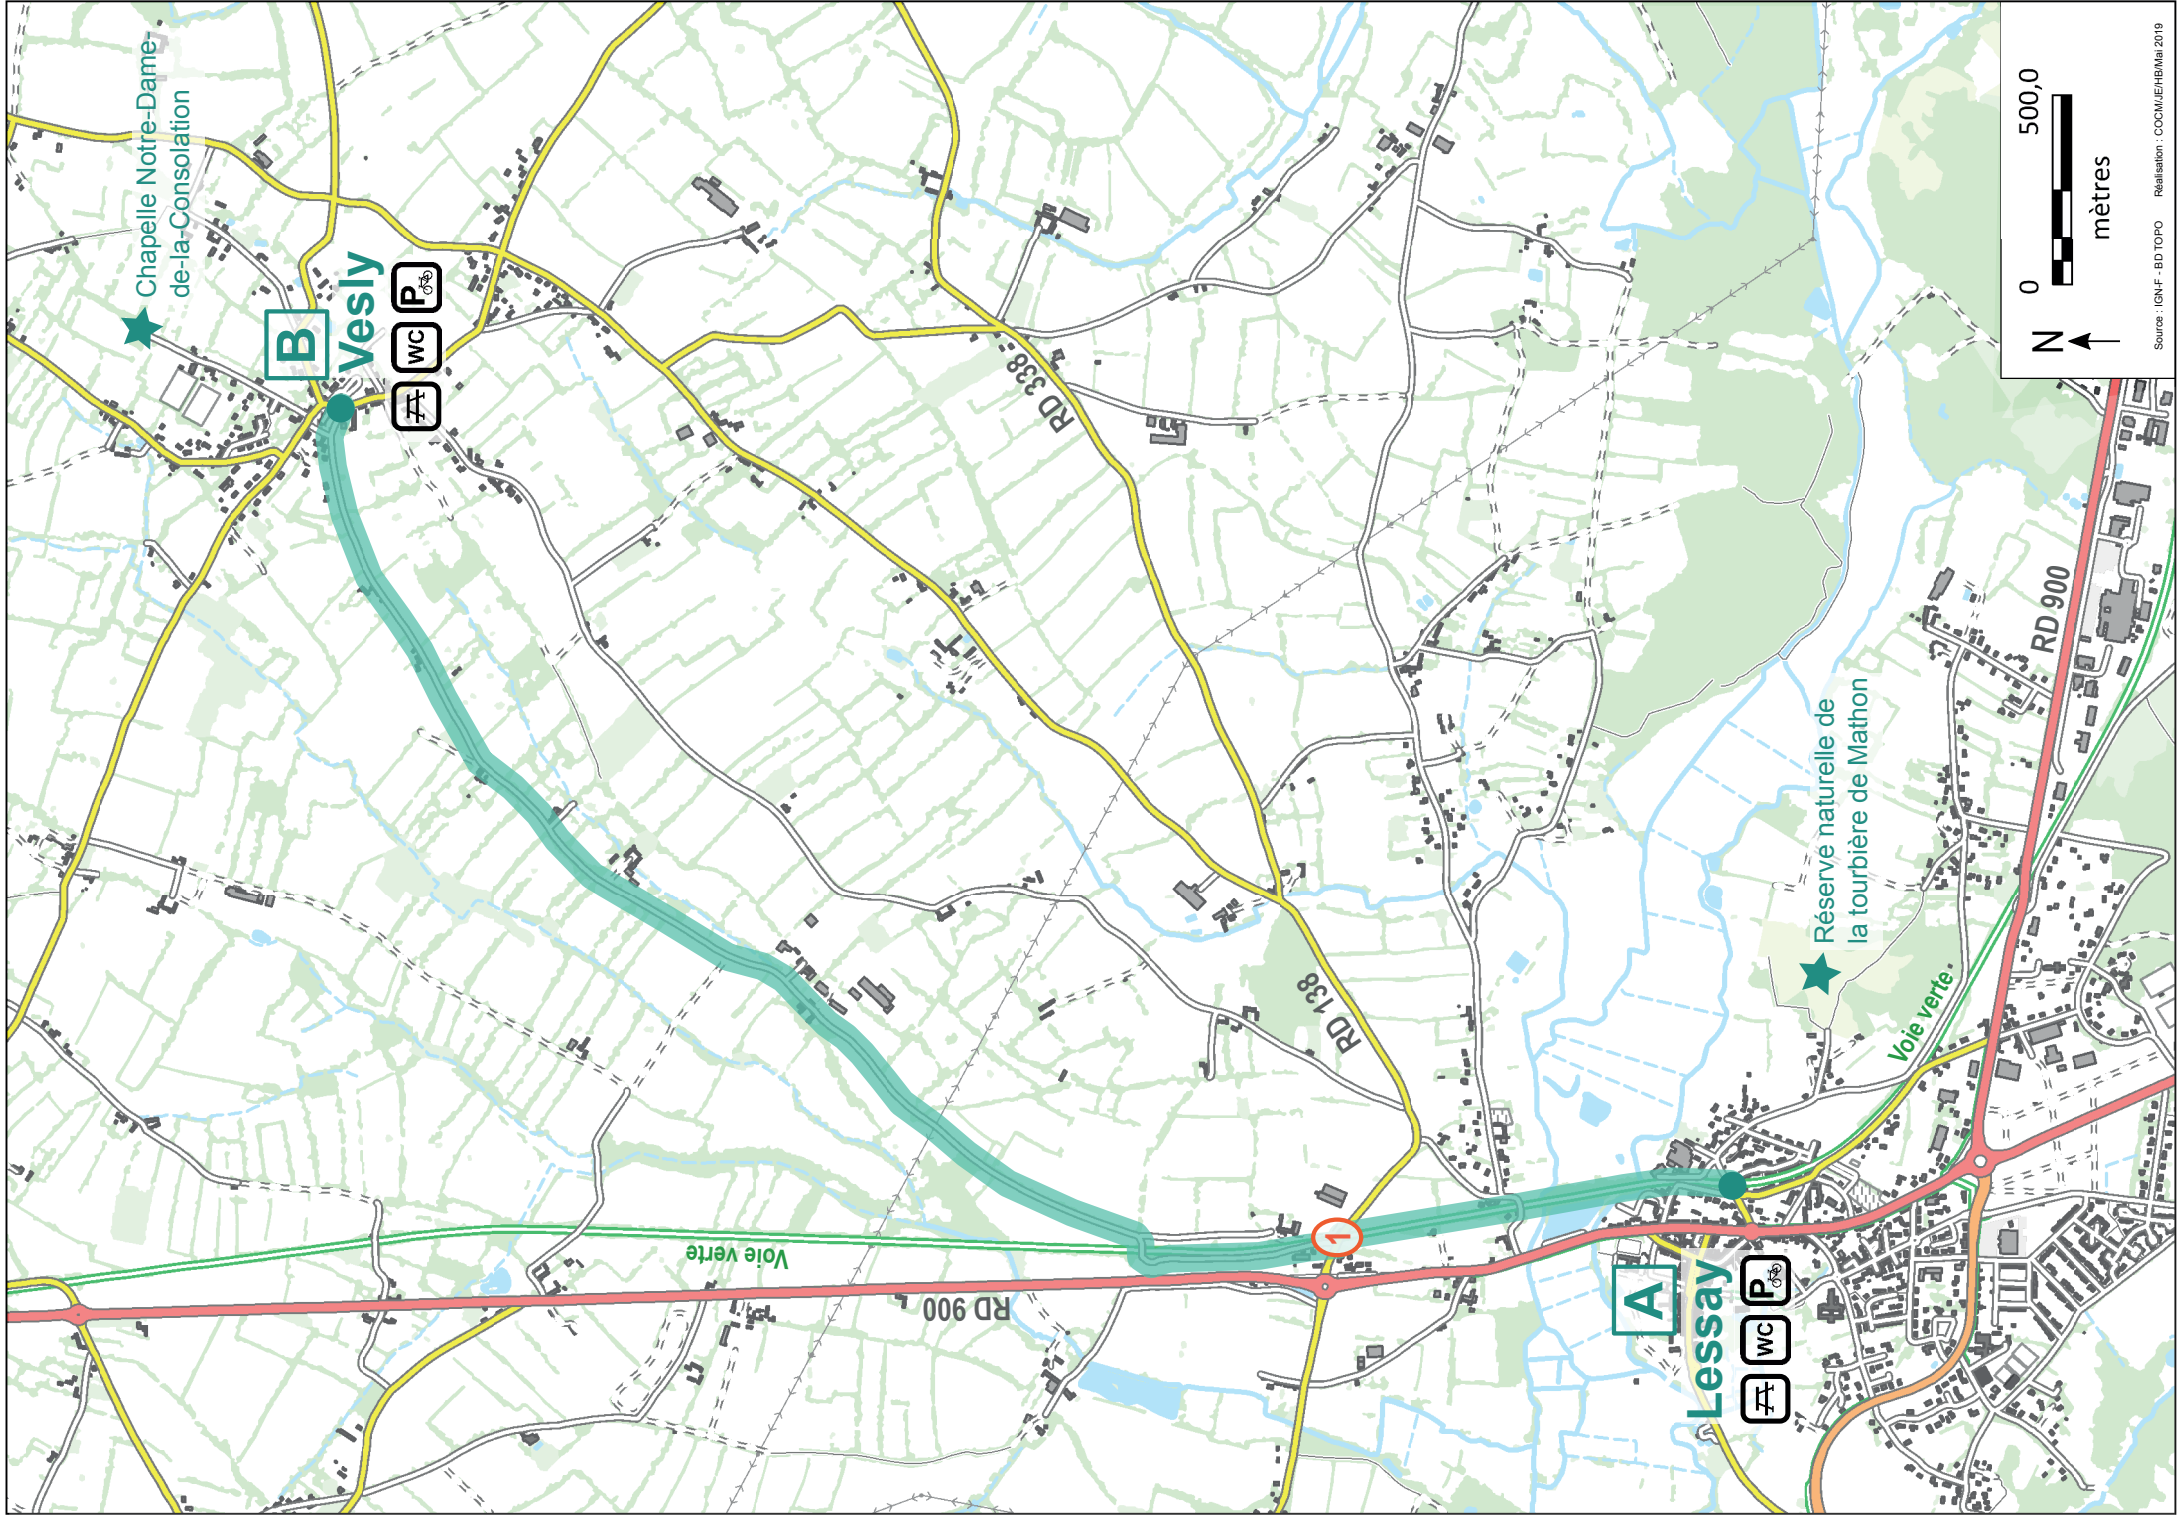 Chapelle Notre-Dame-
de-la-Consolation
B
Vesly
WC
P
RD 338
RD 138
1
Voie verte
RD 900
A
Lessay
WC
P
Réserve naturelle de
la tourbière de Mathon
Voie verte
RD 900
N
0
500,0
mètres
Source : IGN-F - BD TOPO
Réalisation : COCM/JE/HB/Mai 2019